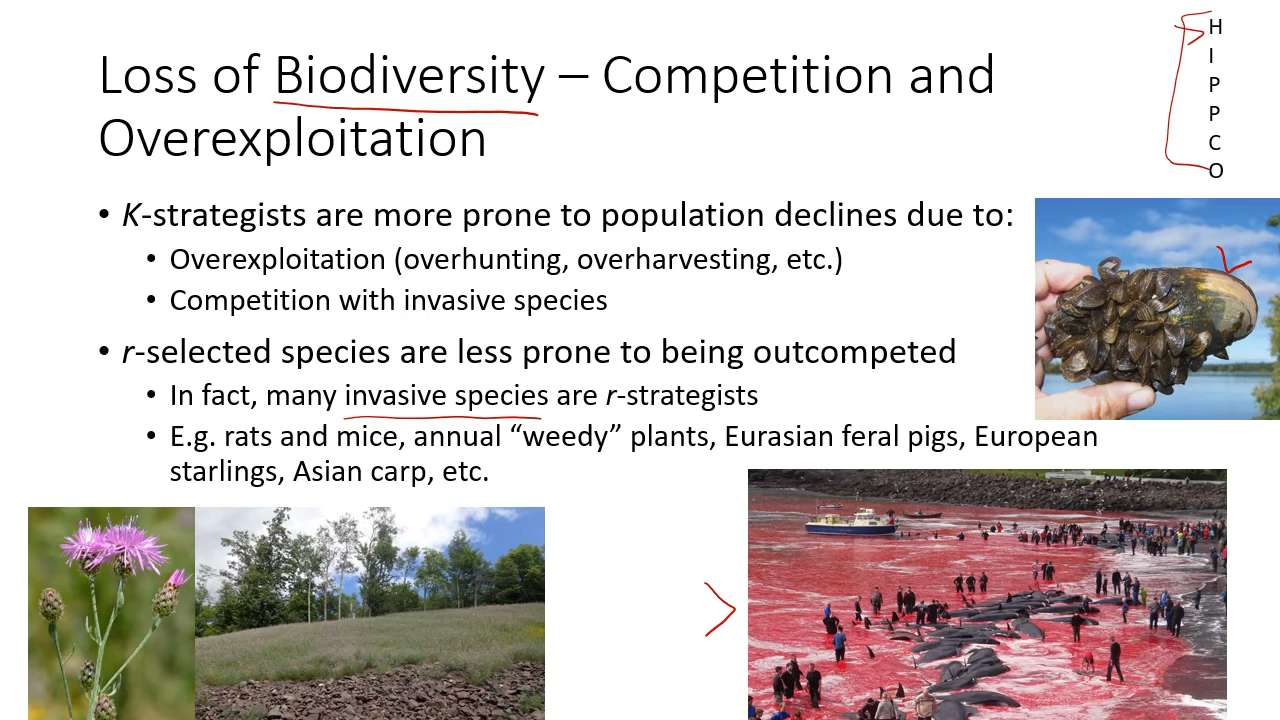 Loss of Biodiversity – Competition and
Overexploitation
H
I
P
P
C
O
• K-strategists are more prone to population declines due to:
• Overexploitation (overhunting, overharvesting, etc.)
• Competition with invasive species
• r-selected species are less prone to being outcompeted
• In fact, many invasive species are r-strategists
• E.g. rats and mice, annual “weedy” plants, Eurasian feral pigs, European
starlings, Asian carp, etc.